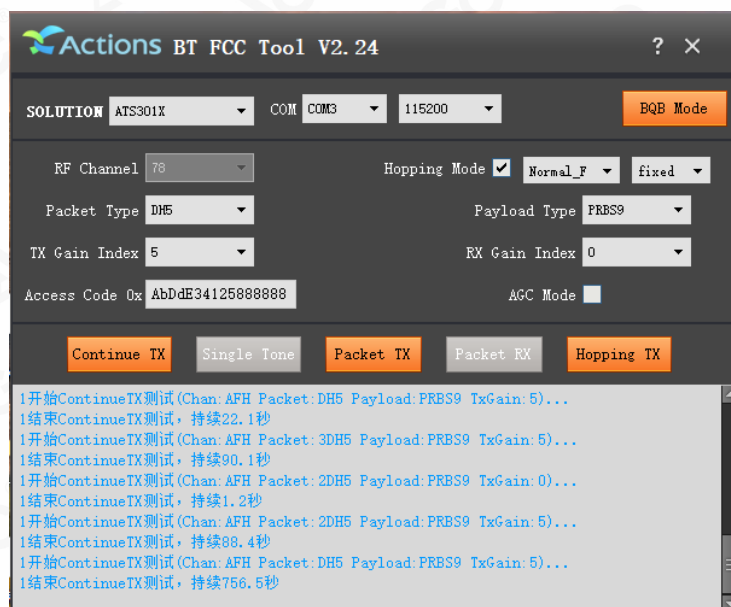 Actions BT FCC Tool V2.24 ? ×
SOLUTION ATS301X COM COM3 115200 BQB Mode
RF Channel 78 Hopping Mode Normal_F fixed
Packet Type DH5 Payload Type PRBS9
TX Gain Index 5 RX Gain Index 0
Access Code 0x AbDdE34125888888 AGC Mode
Continue TX Single Tone Packet TX Packet RX Hopping TX
1开始ContinueTX测试(Chan:AFH Packet:DH5 Payload:PRBS9 TxGain:5)...
1结束ContinueTX测试，持续22.1秒
1开始ContinueTX测试(Chan:AFH Packet:3DH5 Payload:PRBS9 TxGain:5)...
1结束ContinueTX测试，持续90.1秒
1开始ContinueTX测试(Chan:AFH Packet:2DH5 Payload:PRBS9 TxGain:0)...
1结束ContinueTX测试，持续1.2秒
1开始ContinueTX测试(Chan:AFH Packet:2DH5 Payload:PRBS9 TxGain:5)...
1结束ContinueTX测试，持续88.4秒
1开始ContinueTX测试(Chan:AFH Packet:DH5 Payload:PRBS9 TxGain:5)...
1结束ContinueTX测试，持续756.5秒